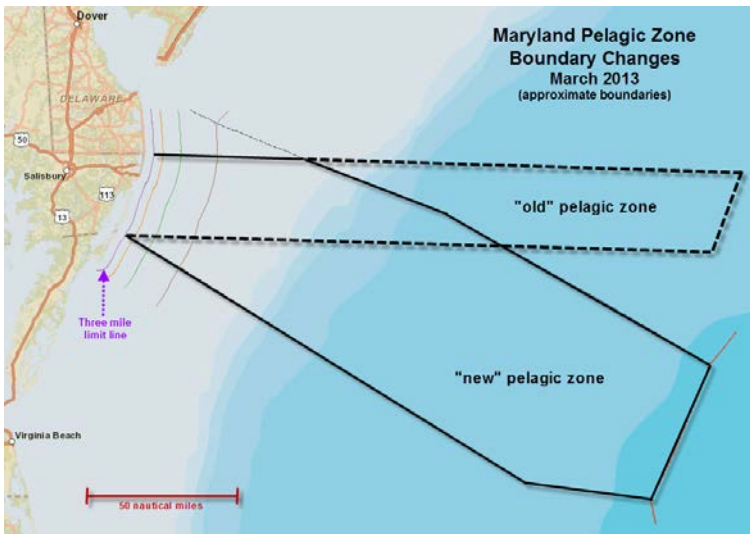 Dover
Maryland Pelagic Zone
Boundary Changes
March 2013
(approximate boundaries)
DELAWARE
50
Salisbury
113
"old" pelagic zone
13
Three mile
limit line
"new" pelagic zone
Virginia Beach
50 nautical miles